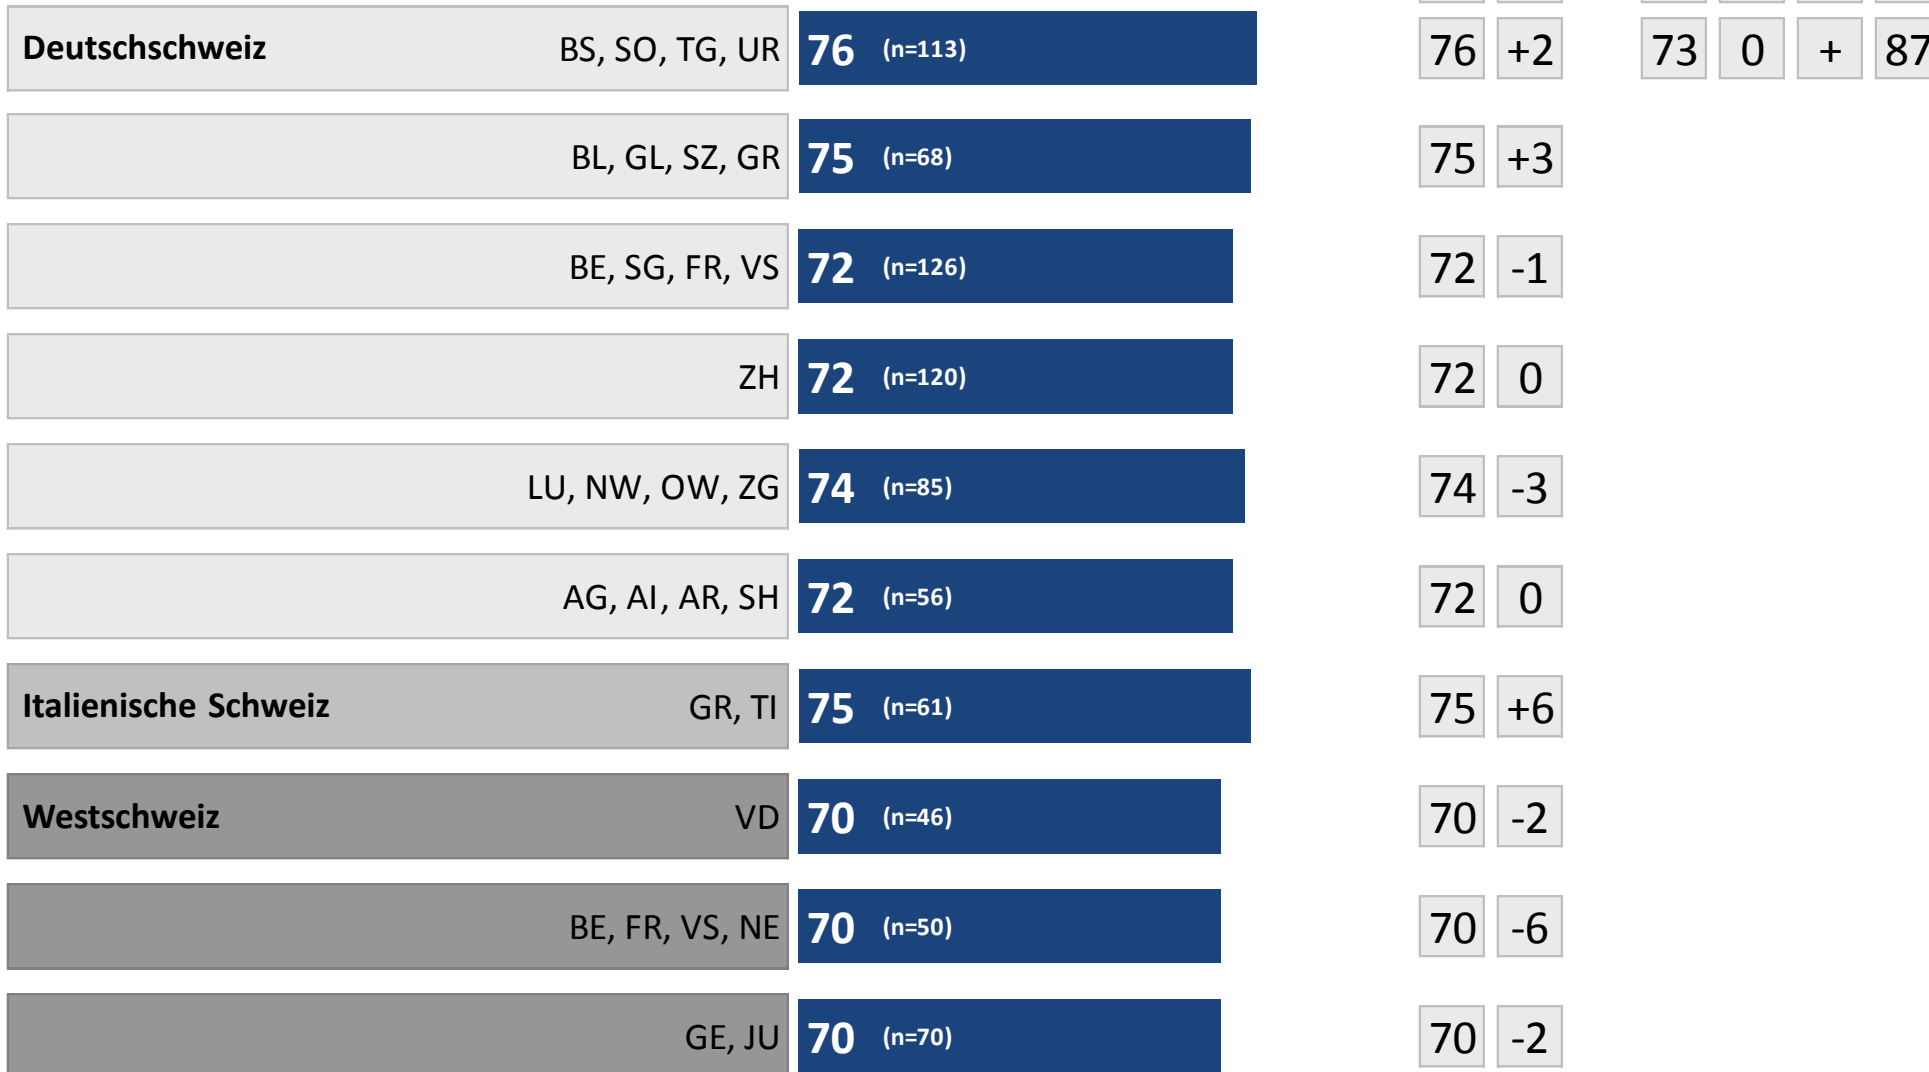 Deutschschweiz BS, SO, TG, UR 76 (n=113) 76 +2 73 0 + 87
BL, GL, SZ, GR 75 (n=68) 75 +3
BE, SG, FR, VS 72 (n=126) 72 -1
ZH 72 (n=120) 72 0
LU, NW, OW, ZG 74 (n=85) 74 -3
AG, AI, AR, SH 72 (n=56) 72 0
Italienische Schweiz GR, TI 75 (n=61) 75 +6
Westschweiz VD 70 (n=46) 70 -2
BE, FR, VS, NE 70 (n=50) 70 -6
GE, JU 70 (n=70) 70 -2